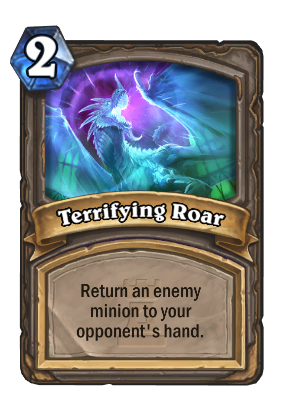 2
Terrifying Roar
Return an enemy
minion to your
opponent's hand.